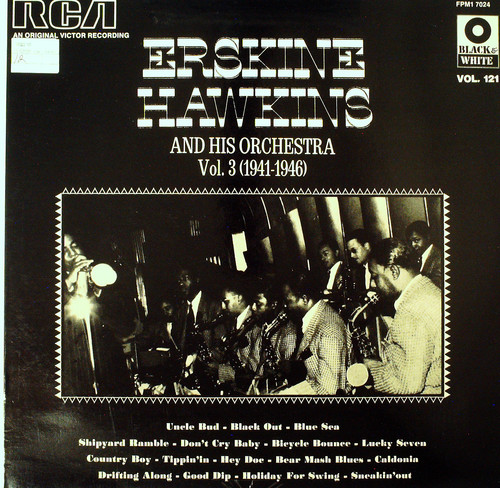 RCA
FPM1 7024
AN ORIGINAL VICTOR RECORDING
BLACK &
WHITE
VOL. 121
ERSKINE
HAWKINS
AND HIS ORCHESTRA
Vol. 3 (1941-1946)
Uncle Bud - Black Out - Blue Sea
Shipyard Ramble - Don't Cry Baby - Bicycle Bounce - Lucky Seven
Country Boy - Tippin'in - Hey Doc - Bear Mash Blues - Caldonia
Drifting Along - Good Dip - Holiday For Swing - Sneakin'out